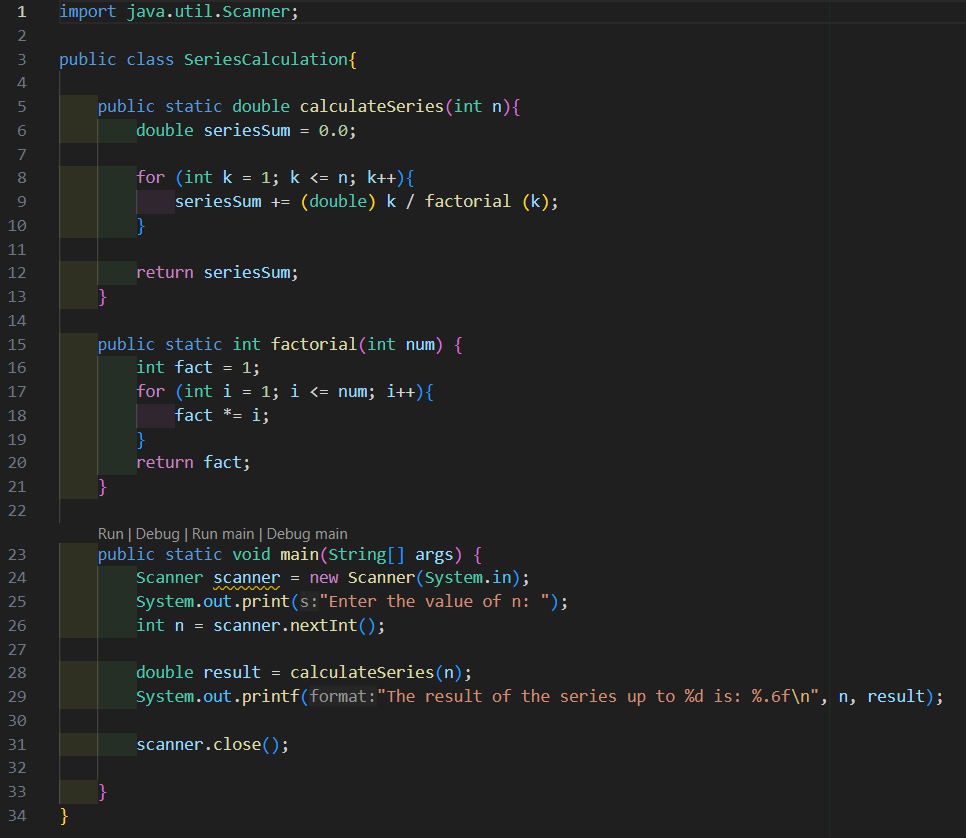 1 import java.util.Scanner;
2
3 public class SeriesCalculation{
4
5     public static double calculateSeries(int n){
6         double seriesSum = 0.0;
7
8         for (int k = 1; k <= n; k++){
9             seriesSum += (double) k / factorial (k);
10         }
11
12         return seriesSum;
13     }
14
15     public static int factorial(int num) {
16         int fact = 1;
17         for (int i = 1; i <= num; i++){
18             fact *= i;
19         }
20         return fact;
21     }
22
Run | Debug | Run main | Debug main
23     public static void main(String[] args) {
24         Scanner scanner = new Scanner(System.in);
25         System.out.print(s:"Enter the value of n: ");
26         int n = scanner.nextInt();
27
28         double result = calculateSeries(n);
29         System.out.printf(format:"The result of the series up to %d is: %.6f\n", n, result);
30
31         scanner.close();
32
33     }
34 }